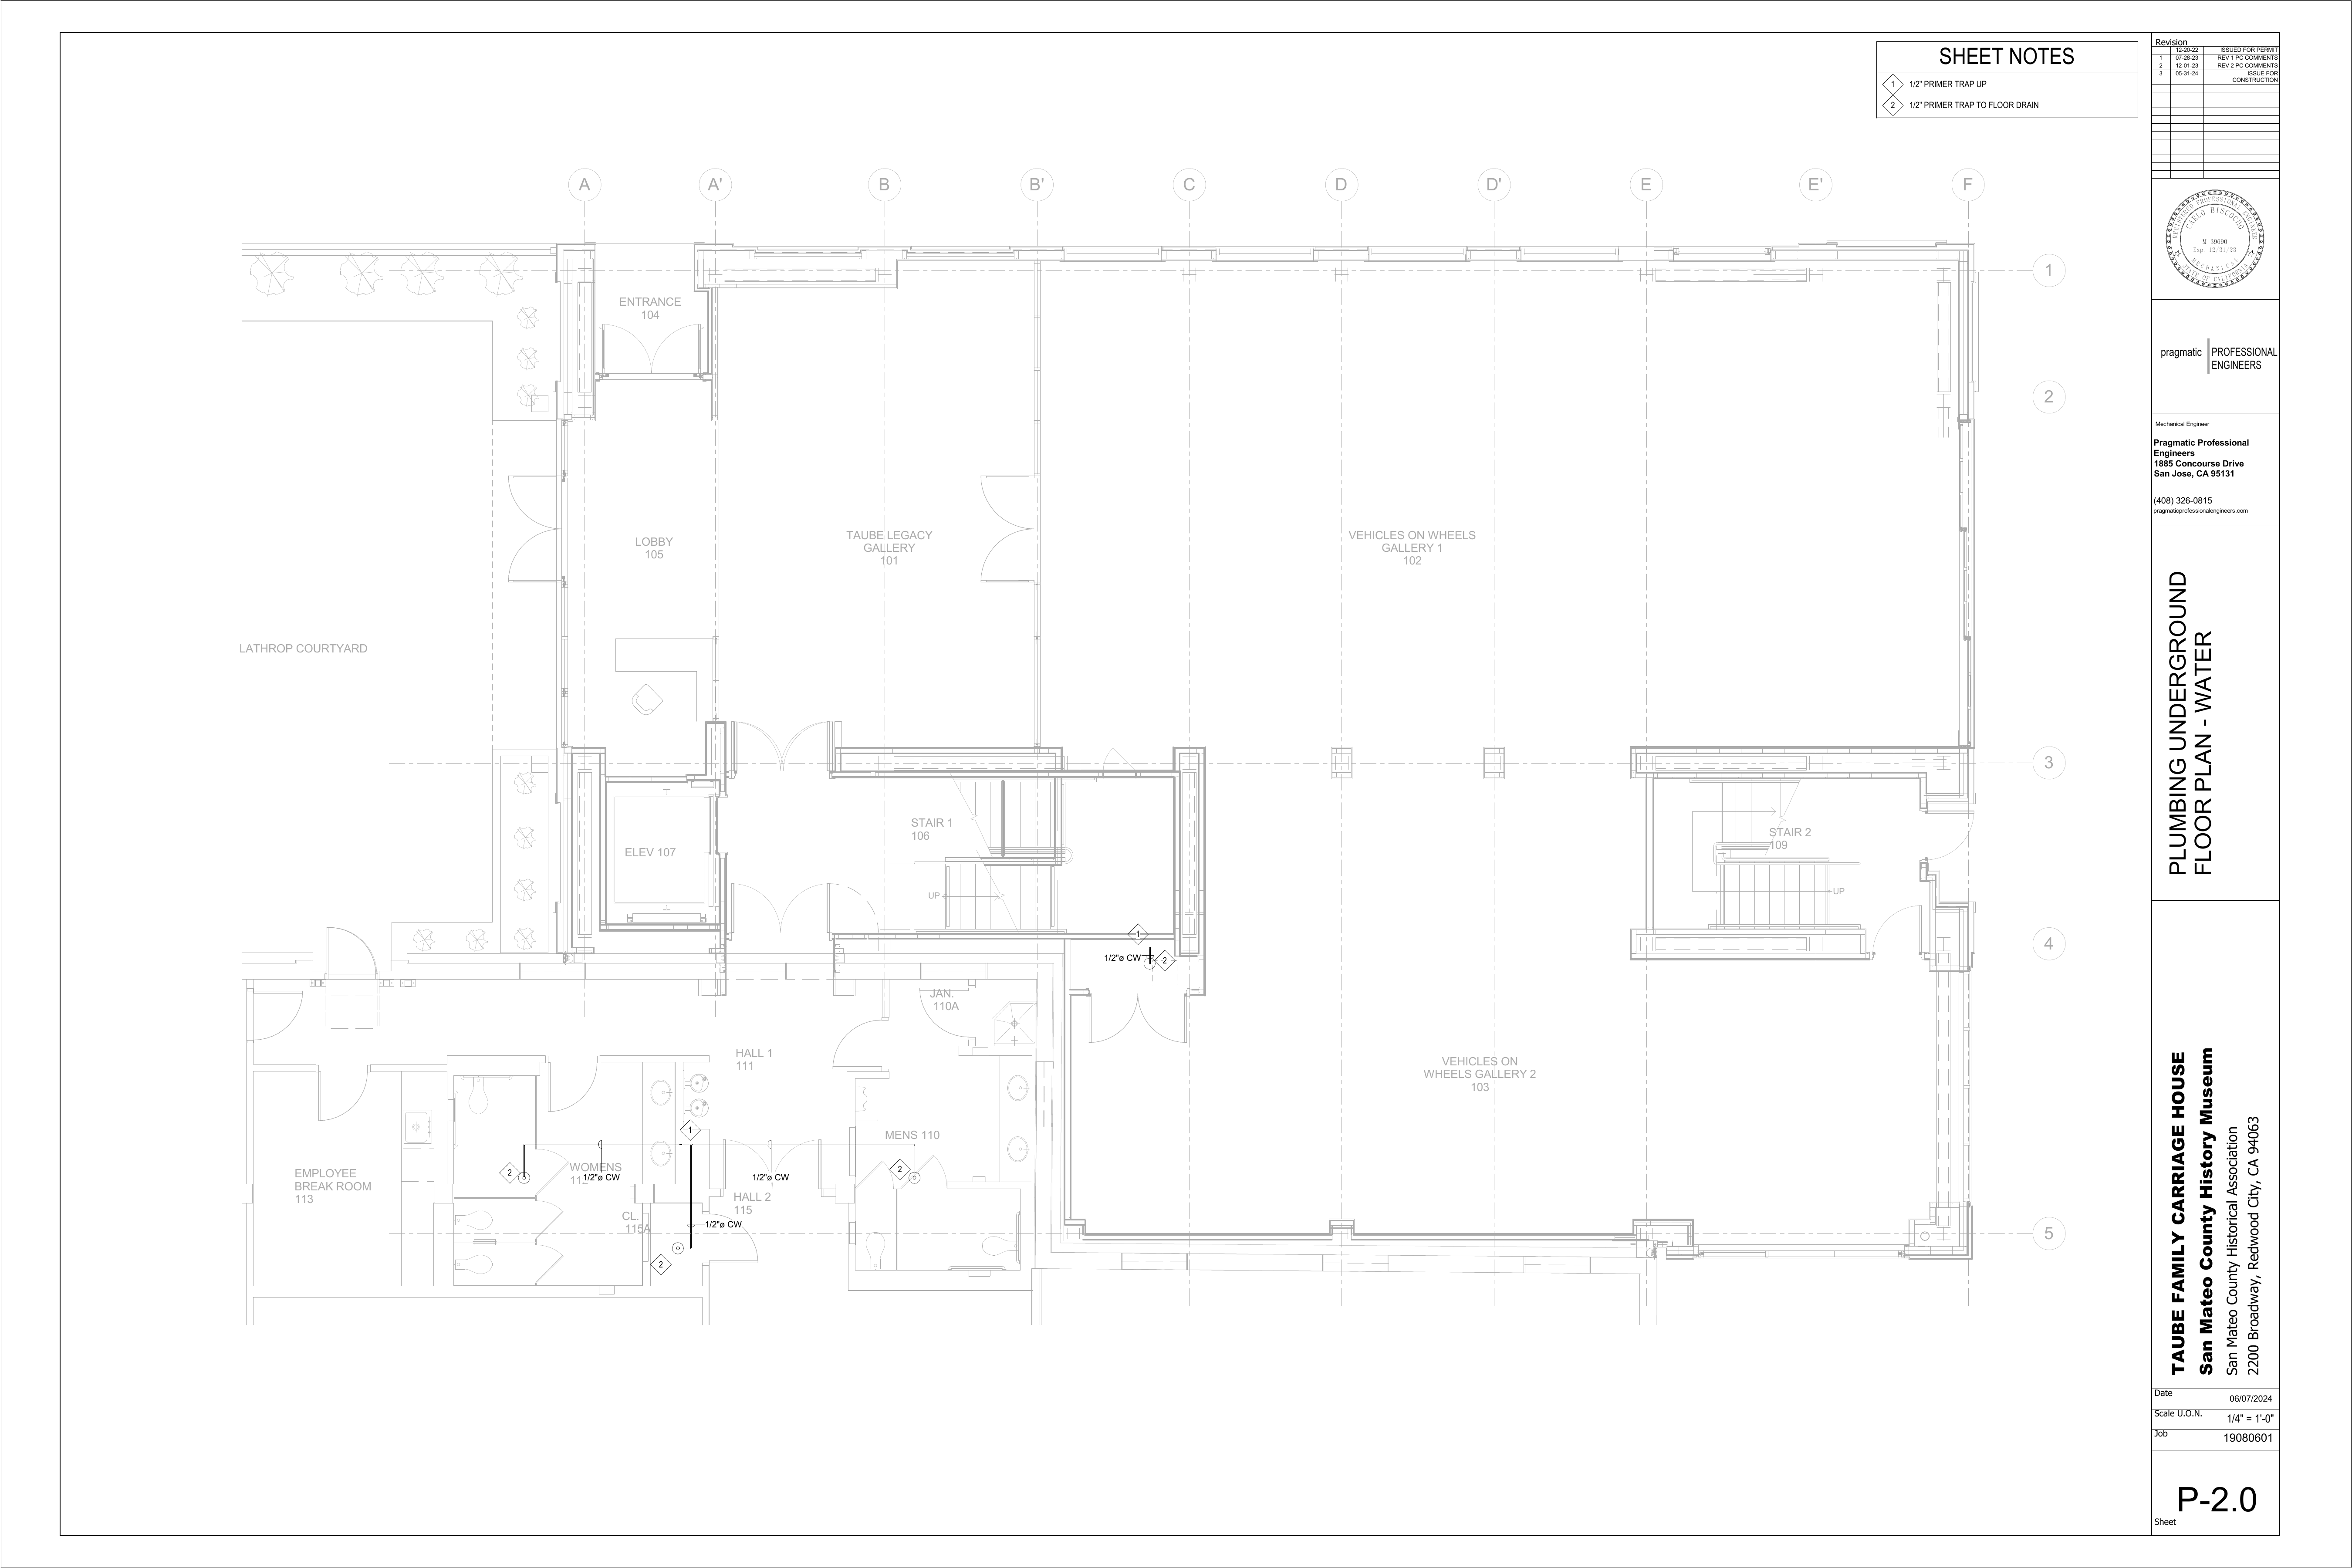 SHEET NOTES
1 1/2" PRIMER TRAP UP
2 1/2" PRIMER TRAP TO FLOOR DRAIN
A
A'
B
B'
C
D
D'
E
E'
F
1
2
3
4
5
ENTRANCE
104
LOBBY
105
TAUBE LEGACY
GALLERY
101
VEHICLES ON WHEELS
GALLERY 1
102
LATHROP COURTYARD
ELEV 107
STAIR 1
106
UP
STAIR 2
109
UP
1
1/2"ø CW
2
JAN.
110A
HALL 1
111
VEHICLES ON
WHEELS GALLERY 2
103
1
MENS 110
2
2
EMPLOYEE
BREAK ROOM
113
WOMENS
1/2"ø CW
1/2"ø CW
HALL 2
115
CL.
115A
1/2"ø CW
2
Revision
12-20-22 ISSUED FOR PERMIT
1 07-28-23 REV 1 PC COMMENTS
2 12-01-23 REV 2 PC COMMENTS
3 05-31-24 ISSUE FOR
CONSTRUCTION
REGISTERED PROFESSIONAL ENGINEER
CARLO BISCOCHO
MECHANICAL
STATE OF CALIFORNIA
pragmatic PROFESSIONAL
ENGINEERS
Mechanical Engineer
Pragmatic Professional
Engineers
1885 Concourse Drive
San Jose, CA 95131
(408) 326-0815
pragmaticprofessionalengineers.com
PLUMBING UNDERGROUND
FLOOR PLAN - WATER
TAUBE FAMILY CARRIAGE HOUSE
San Mateo County History Museum
San Mateo County Historical Association
2200 Broadway, Redwood City, CA 94063
Date
06/07/2024
Scale U.O.N.
1/4" = 1'-0"
Job
19080601
P-2.0
Sheet